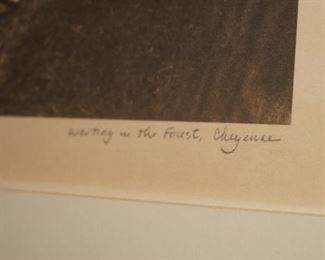 Waiting in the Forest, Cheyenne